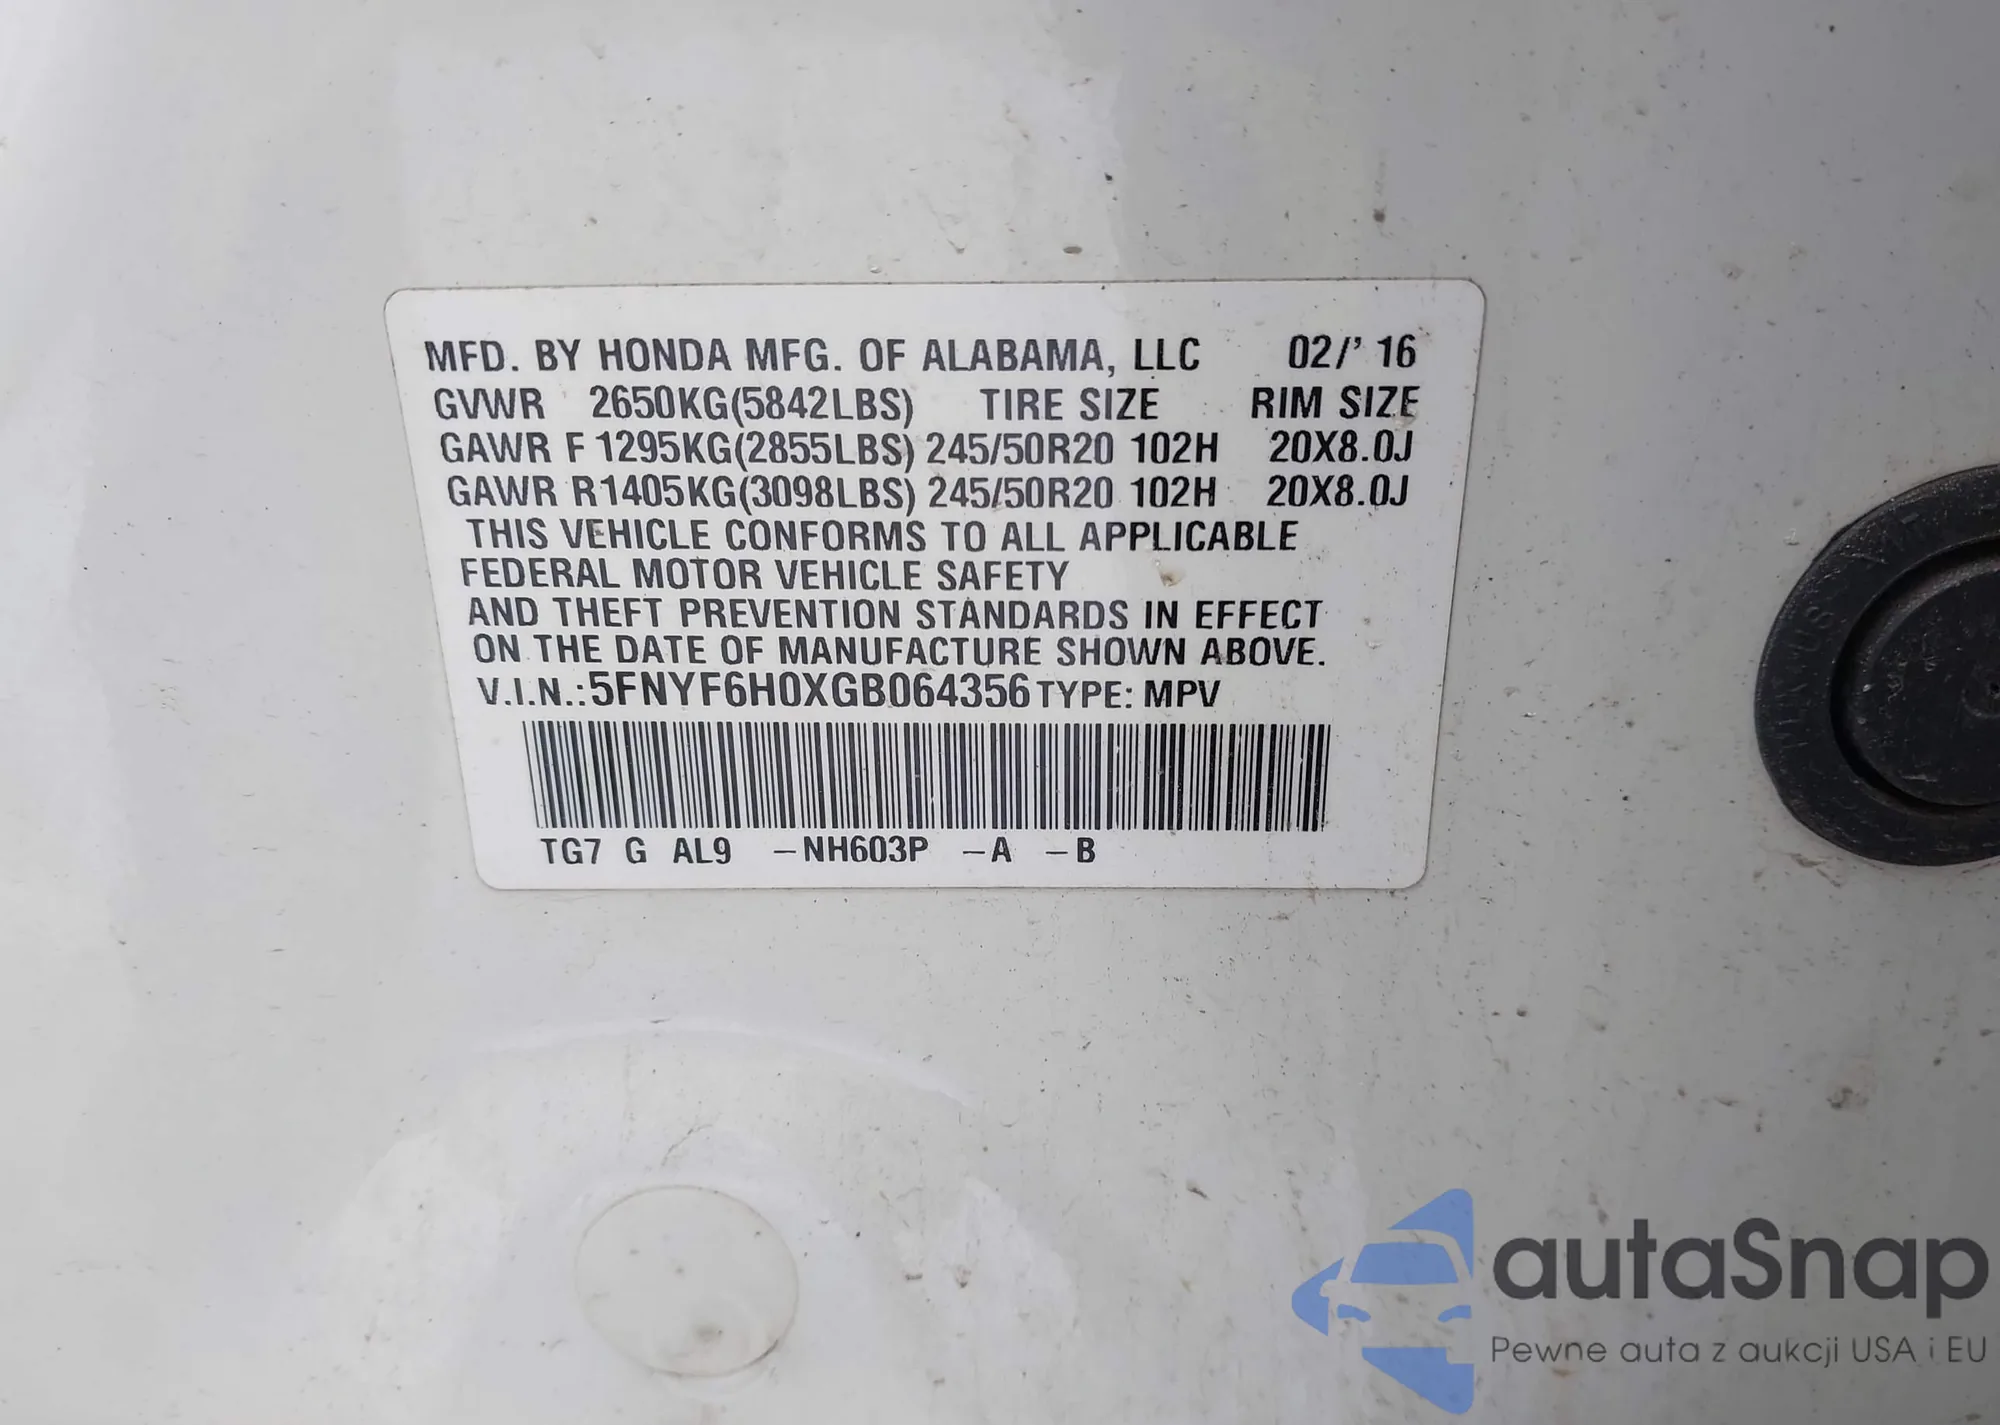 MFD. BY HONDA MFG. OF ALABAMA, LLC 02/' 16
GVWR 2650KG(5842LBS) TIRE SIZE RIM SIZE
GAWR F 1295KG(2855LBS) 245/50R20 102H 20X8.0J
GAWR R1405KG(3098LBS) 245/50R20 102H 20X8.0J
THIS VEHICLE CONFORMS TO ALL APPLICABLE
FEDERAL MOTOR VEHICLE SAFETY
AND THEFT PREVENTION STANDARDS IN EFFECT
ON THE DATE OF MANUFACTURE SHOWN ABOVE.
V.I.N.:5FNYF6H0XGB064356 TYPE: MPV
TG7 G AL9 -NH603P -A -B
autaSnap
Pewne auta z aukcji USA i EU